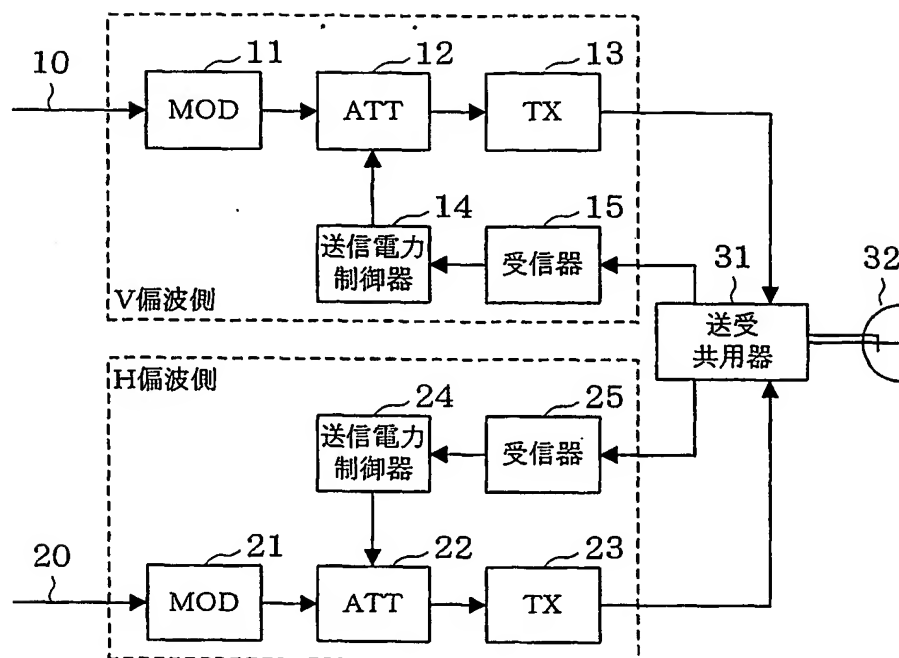 11
12
13
10
MOD
ATT
TX
14
15
送信電力
制御器
受信器
31
32
V偏波側
送受
共用器
H偏波側
24
25
送信電力
制御器
受信器
21
22
23
20
MOD
ATT
TX